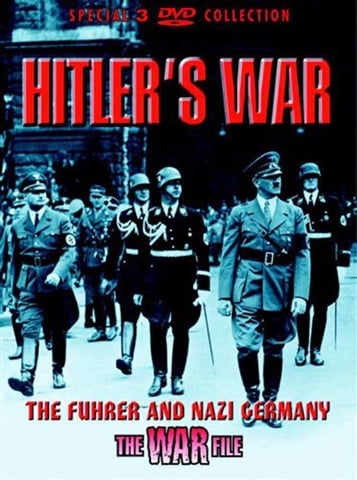 SPECIAL 3 DVD COLLECTION
HITLER'S WAR
THE FUHRER AND NAZI GERMANY
THE WAR FILE